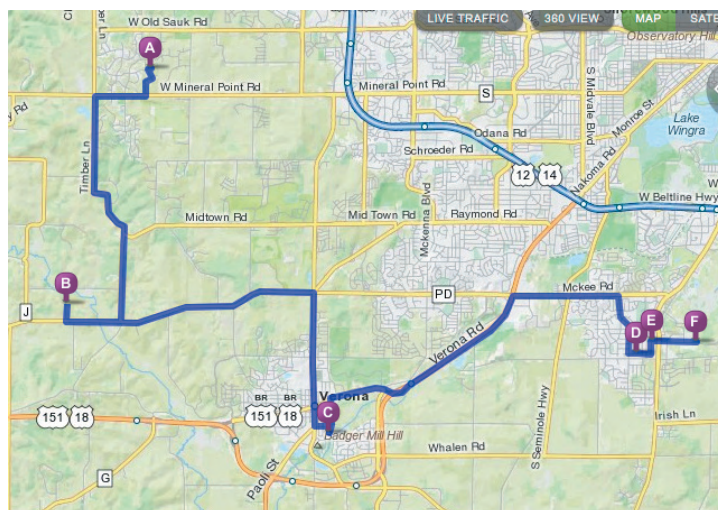 LIVE TRAFFIC
360 VIEW
MAP
SATE
W Old Sauk Rd
A
Observatory Hill
W Mineral Point Rd
Mineral Point Rd
S
S Midvale Blvd
Monroe St
Lake
Wingra
Odana Rd
Schroeder Rd
Timber Ln
12
14
Nakoma Rd
W Beltline Hwy
McKenna Blvd
Midtown Rd
Mid Town Rd
Raymond Rd
B
J
PD
Mckee Rd
Verona Rd
D
E
F
BR
BR
151
18
151
18
Verona
C
Badger Mill Hill
S Seminole Hwy
Irish Ln
Whalen Rd
G
Paoli St